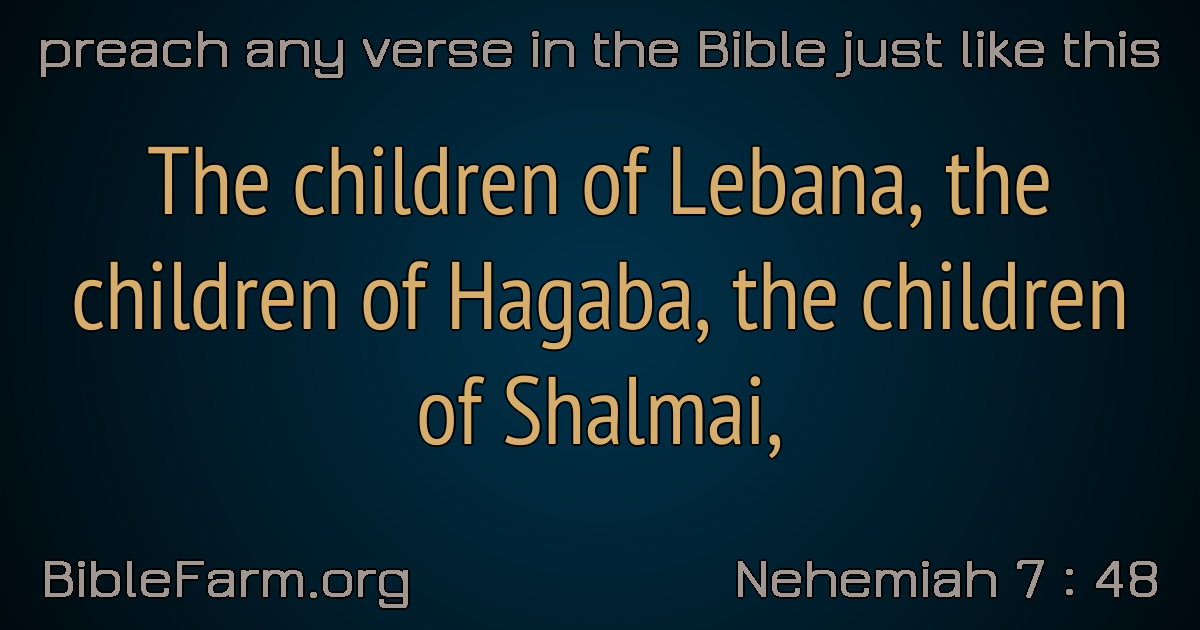 preach any verse in the Bible just like this
The children of Lebana, the
children of Hagaba, the children
of Shalmai,
BibleFarm.org
Nehemiah 7 : 48